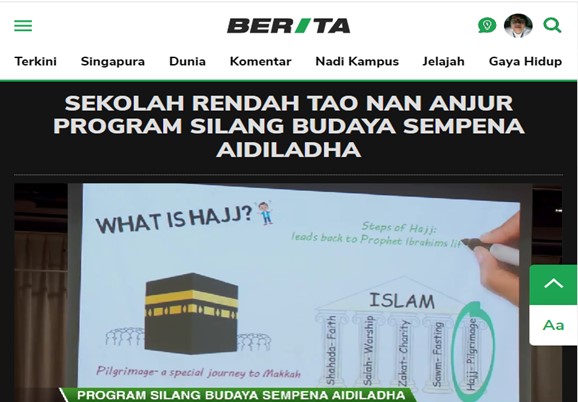 BERITA
Terkini Singapura Dunia Komentar Nadi Kampus Jelajah Gaya Hidup
SEKOLAH RENDAH TAO NAN ANJUR
PROGRAM SILANG BUDAYA SEMPENA
AIDILADHA
WHAT IS HAJJ?
Steps of Hajj:
leads back to Prophet Ibrahims
ISLAM
Shahada- Faith
Salah- Worship
Zakat- Charity
Sawm- Fasting
Hajj- Pilgrimage
Pilgrimage- a special journey to Makkah
Aa
PROGRAM SILANG BUDAYA SEMPENA AIDILADHA